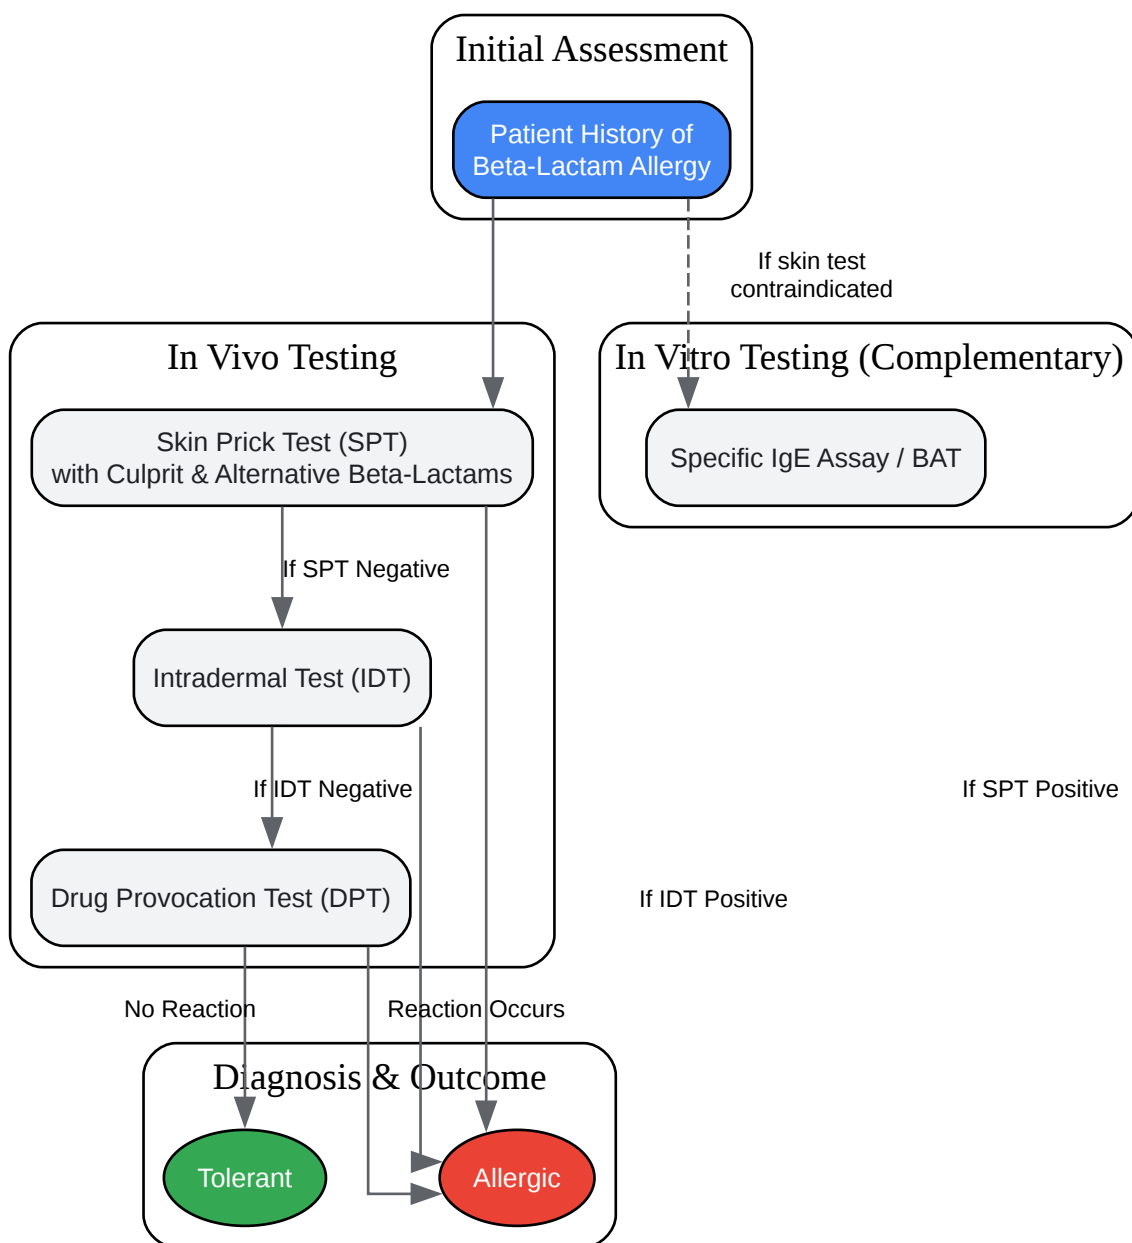 Initial Assessment
Patient History of
Beta-Lactam Allergy
If skin test
contraindicated
In Vivo Testing
In Vitro Testing (Complementary)
Skin Prick Test (SPT)
with Culprit & Alternative Beta-Lactams
Specific IgE Assay / BAT
If SPT Negative
Intradermal Test (IDT)
If IDT Negative
If SPT Positive
Drug Provocation Test (DPT)
If IDT Positive
No Reaction
Reaction Occurs
Diagnosis & Outcome
Tolerant
Allergic